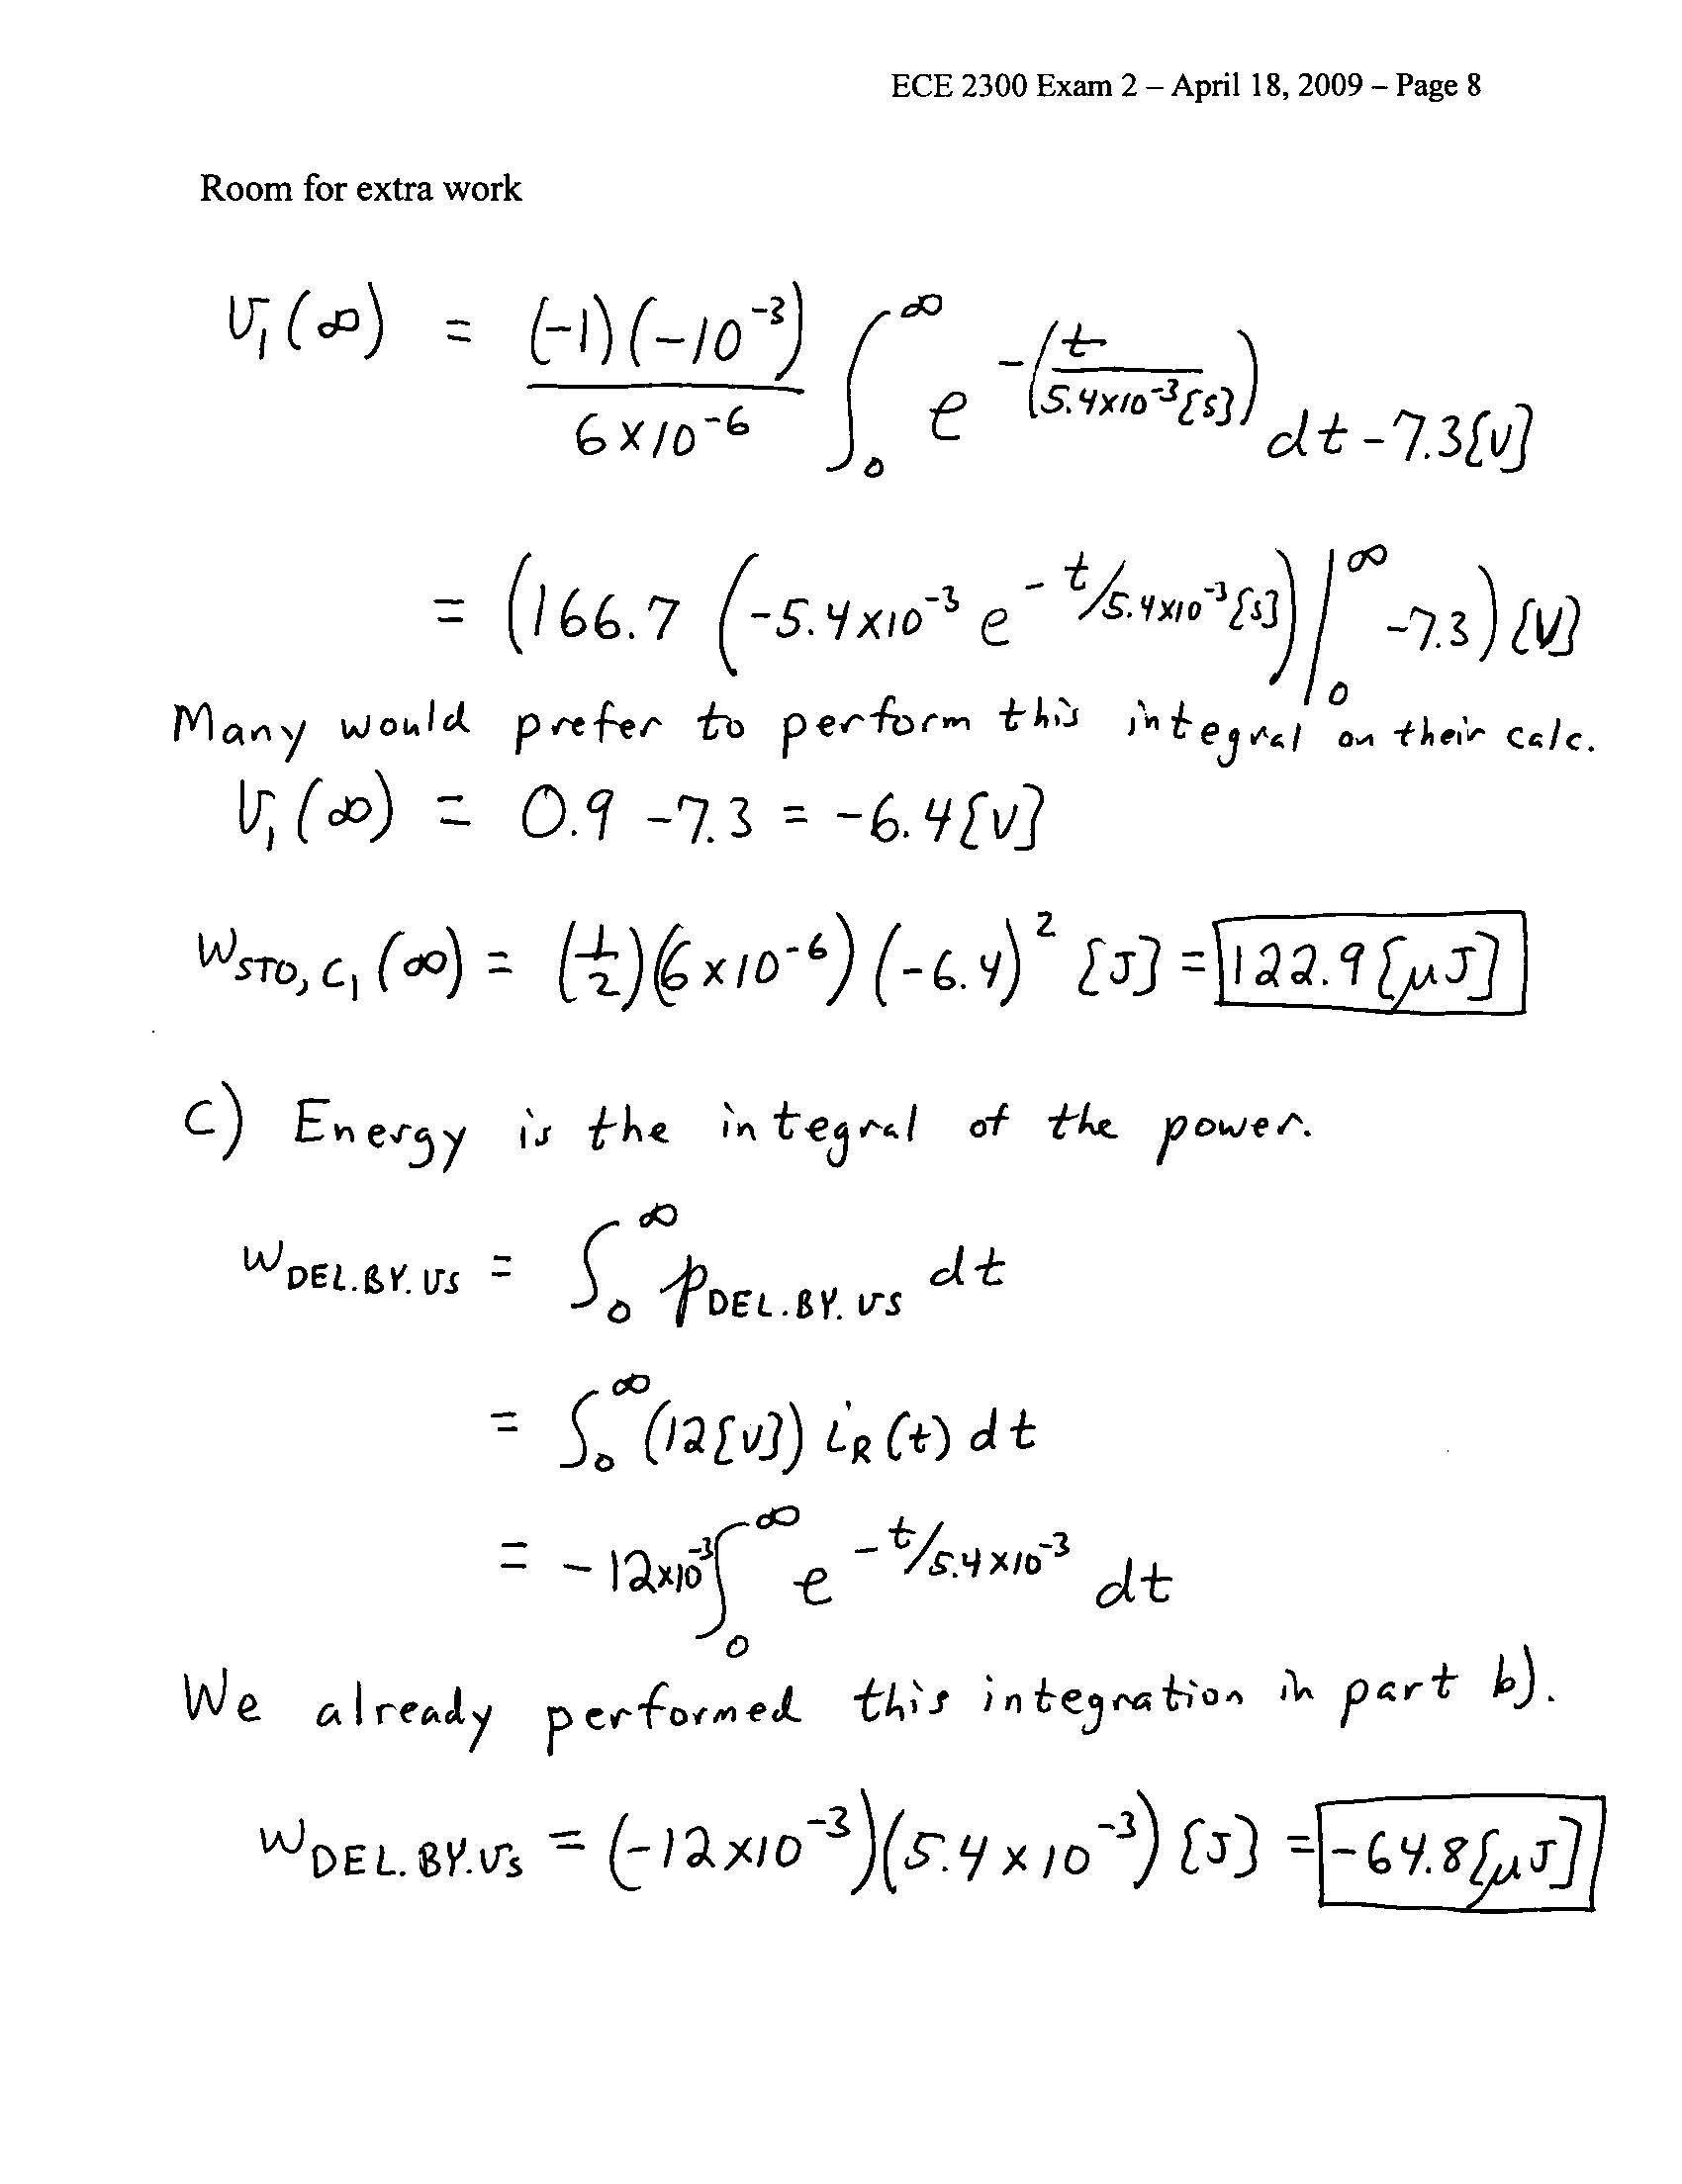 ECE 2300 Exam 2 – April 18, 2009 – Page 8
Room for extra work
v₁(∞) = (-1)(-10⁻³)/(6×10⁻⁶) ∫₀^∞ e^-(t/5.4×10⁻³{s}) dt - 7.3{V}
= (166.7 (-5.4×10⁻³ e^-t/5.4×10⁻³{s})|₀^∞ -7.3) {V}
Many would prefer to perform this integral on their calc.
v₁(∞) = 0.9 - 7.3 = -6.4{V}
w_STO,C₁(∞) = (1/2)(6×10⁻⁶)(-6.4)² {J} = 122.9{μJ}
c) Energy is the integral of the power.
w_DEL.BY.vs = ∫₀^∞ p_DEL.BY.vs dt
= ∫₀^∞ (12{V}) i_R(t) dt
= -12×10⁻³ ∫₀^∞ e^-t/5.4×10⁻³ dt
We already performed this integration in part b).
w_DEL.BY.vs = (-12×10⁻³)(5.4×10⁻³) {J} = -64.8{μJ}